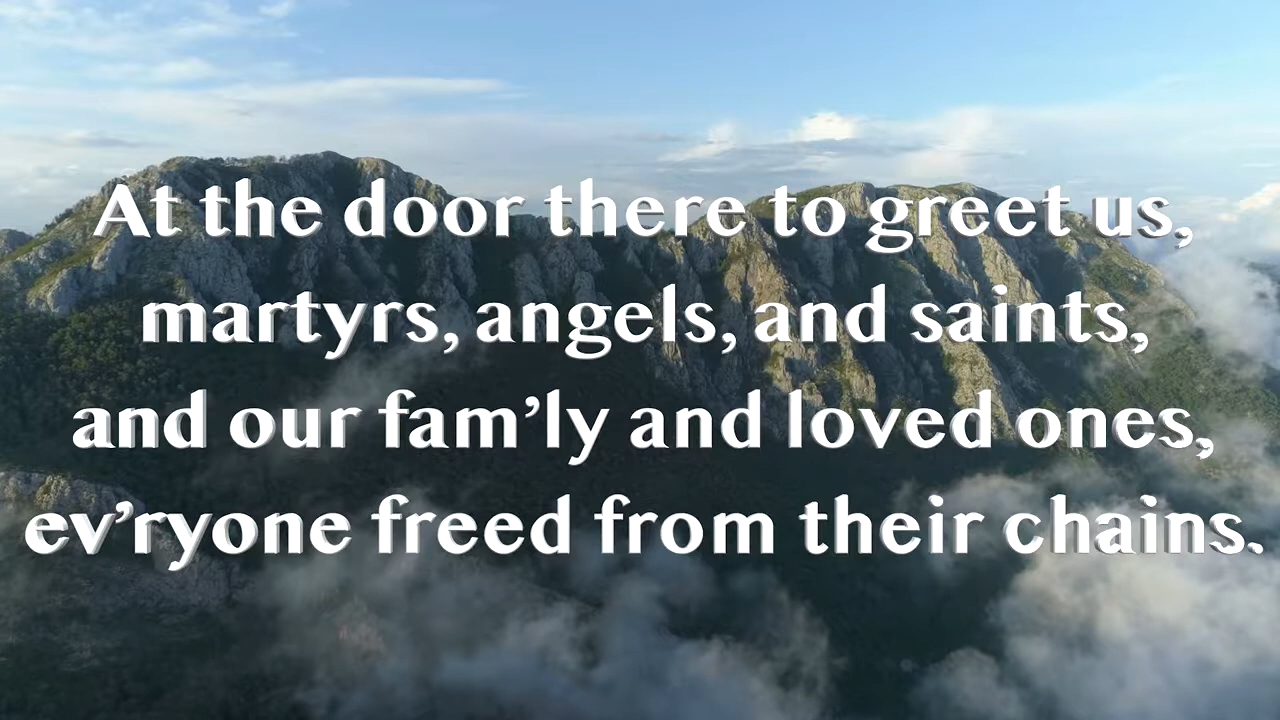 At the door there to greet us,
martyrs, angels, and saints,
and our fam’ly and loved ones,
ev’ryone freed from their chains.